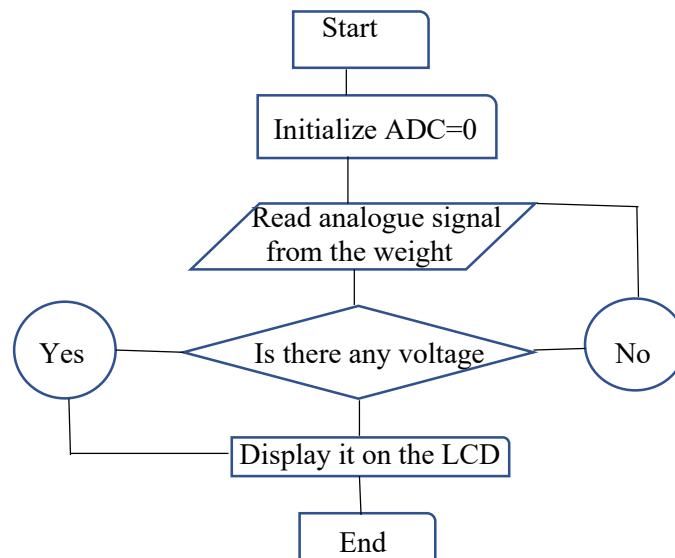 Start
Initialize ADC=0
Read analogue signal
from the weight
Yes
Is there any voltage
No
Display it on the LCD
End